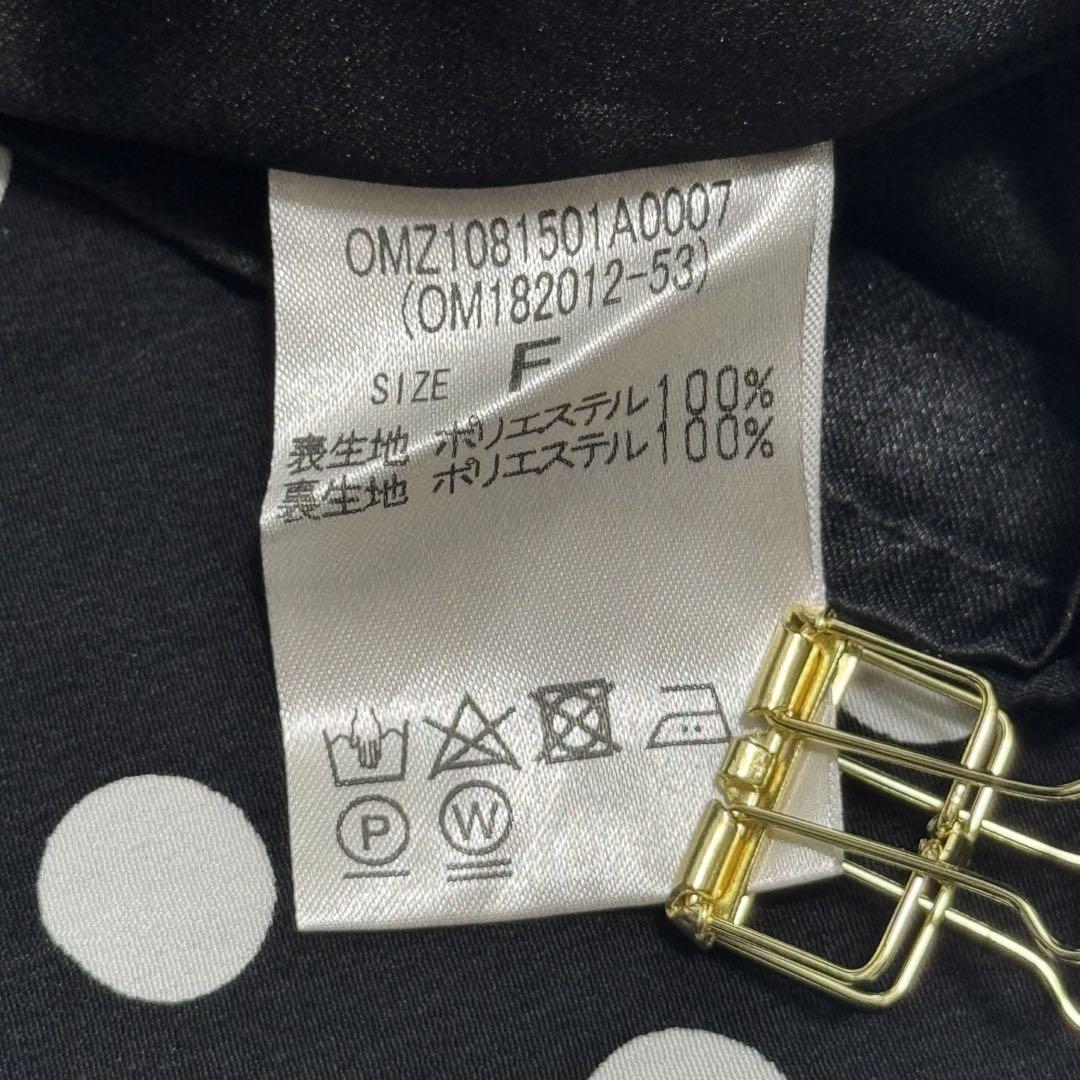 OMZ1081501A0007
(OM182012-53)
SIZE F
表生地 ポリエステル100%
裏生地 ポリエステル100%
P W